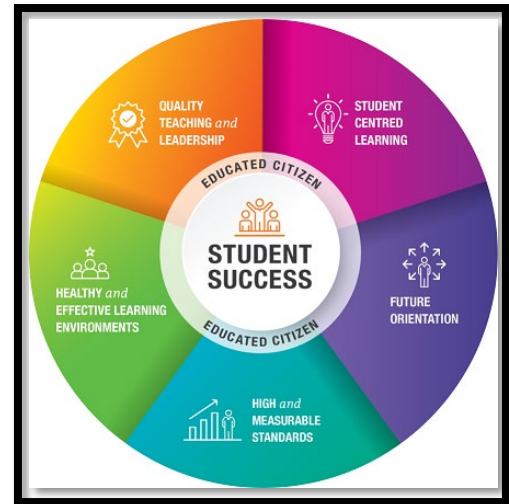 QUALITY
TEACHING and
LEADERSHIP
STUDENT
CENTRED
LEARNING
EDUCATED CITIZEN
STUDENT
SUCCESS
EDUCATED CITIZEN
HEALTHY and
EFFECTIVE LEARNING
ENVIRONMENTS
FUTURE
ORIENTATION
HIGH and
MEASURABLE
STANDARDS